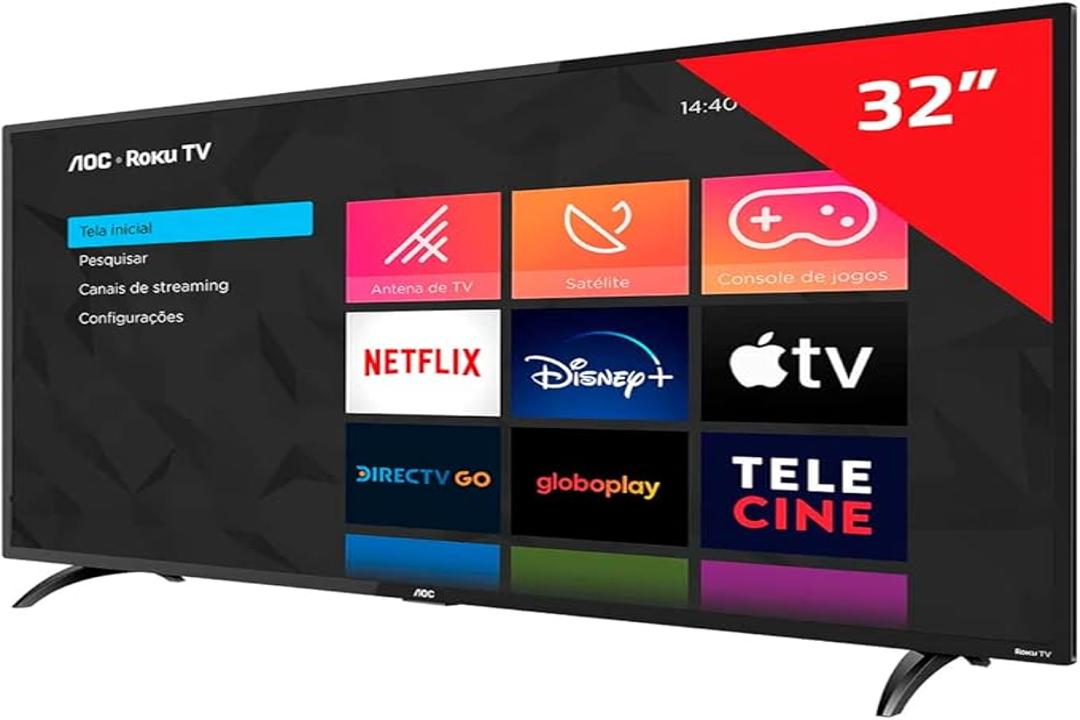 32"
14:40
AOC • Roku TV
Tela inicial
Pesquisar
Canais de streaming
Configurações
Antena de TV
Satélite
Console de jogos
NETFLIX
Disney+
tv
DIRECTV GO
globoplay
TELE
CINE
AOC
Roku TV